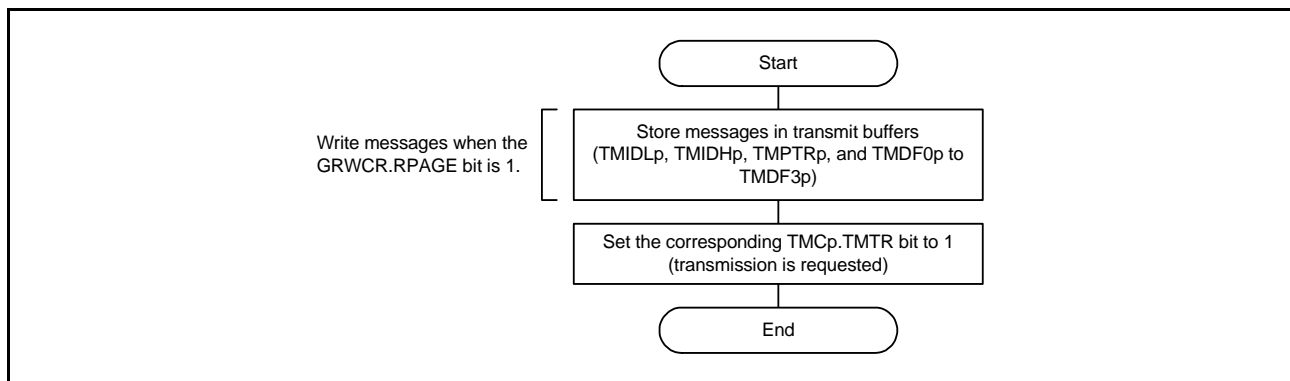 Start
Write messages when the
GRWCR.RPAGE bit is 1.
Store messages in transmit buffers
(TMIDLp, TMIDHp, TMPTRp, and TMDF0p to
TMDF3p)
Set the corresponding TMCp.TMTR bit to 1
(transmission is requested)
End